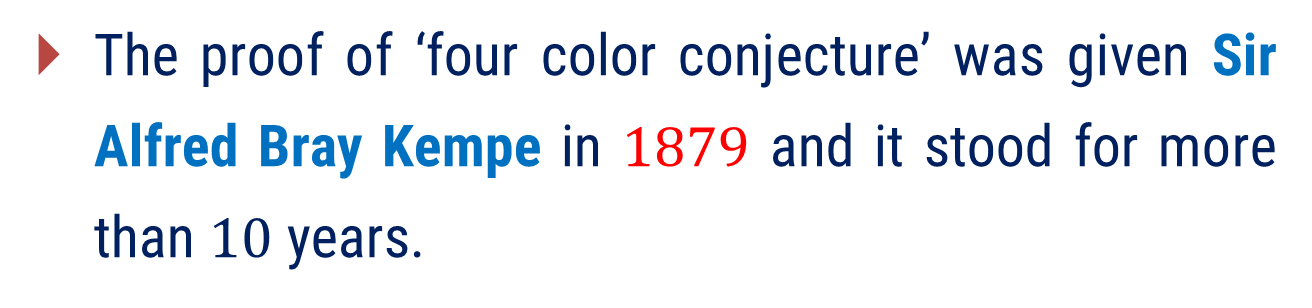 The proof of ‘four color conjecture’ was given Sir
Alfred Bray Kempe in 1879 and it stood for more
than 10 years.